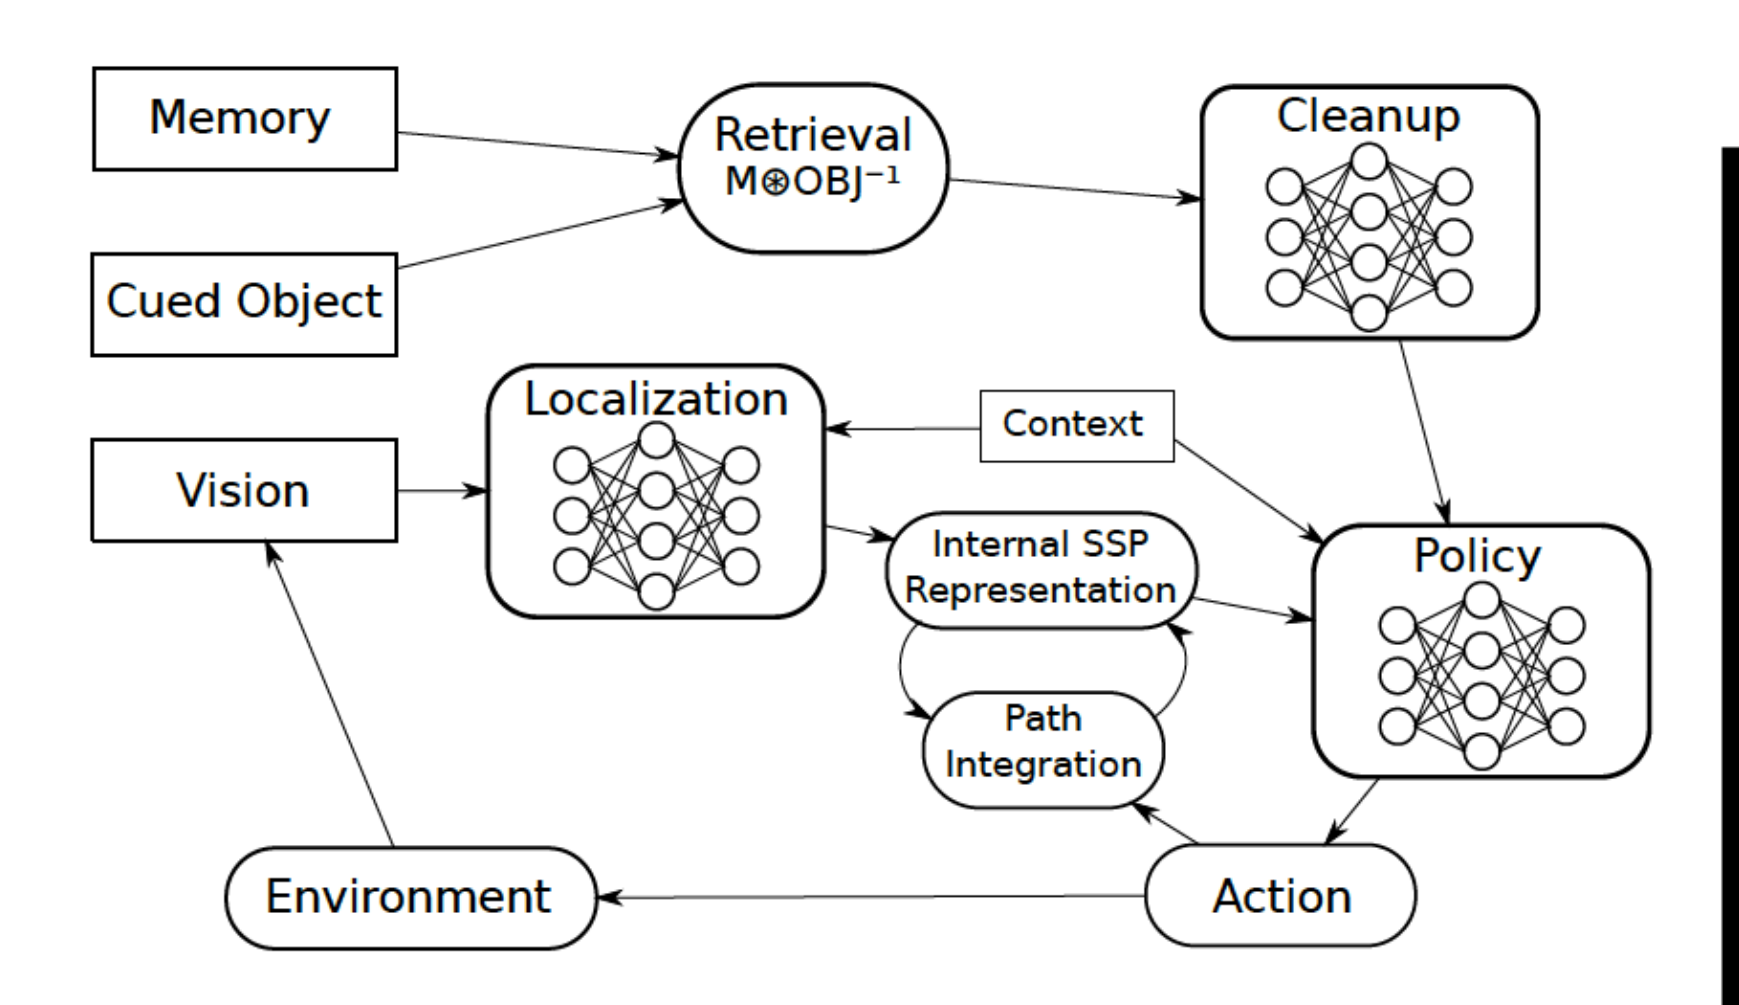 Memory
Retrieval
M⊛OBJ⁻¹
Cleanup
Cued Object
Localization
Context
Vision
Internal SSP
Representation
Policy
Path
Integration
Environment
Action